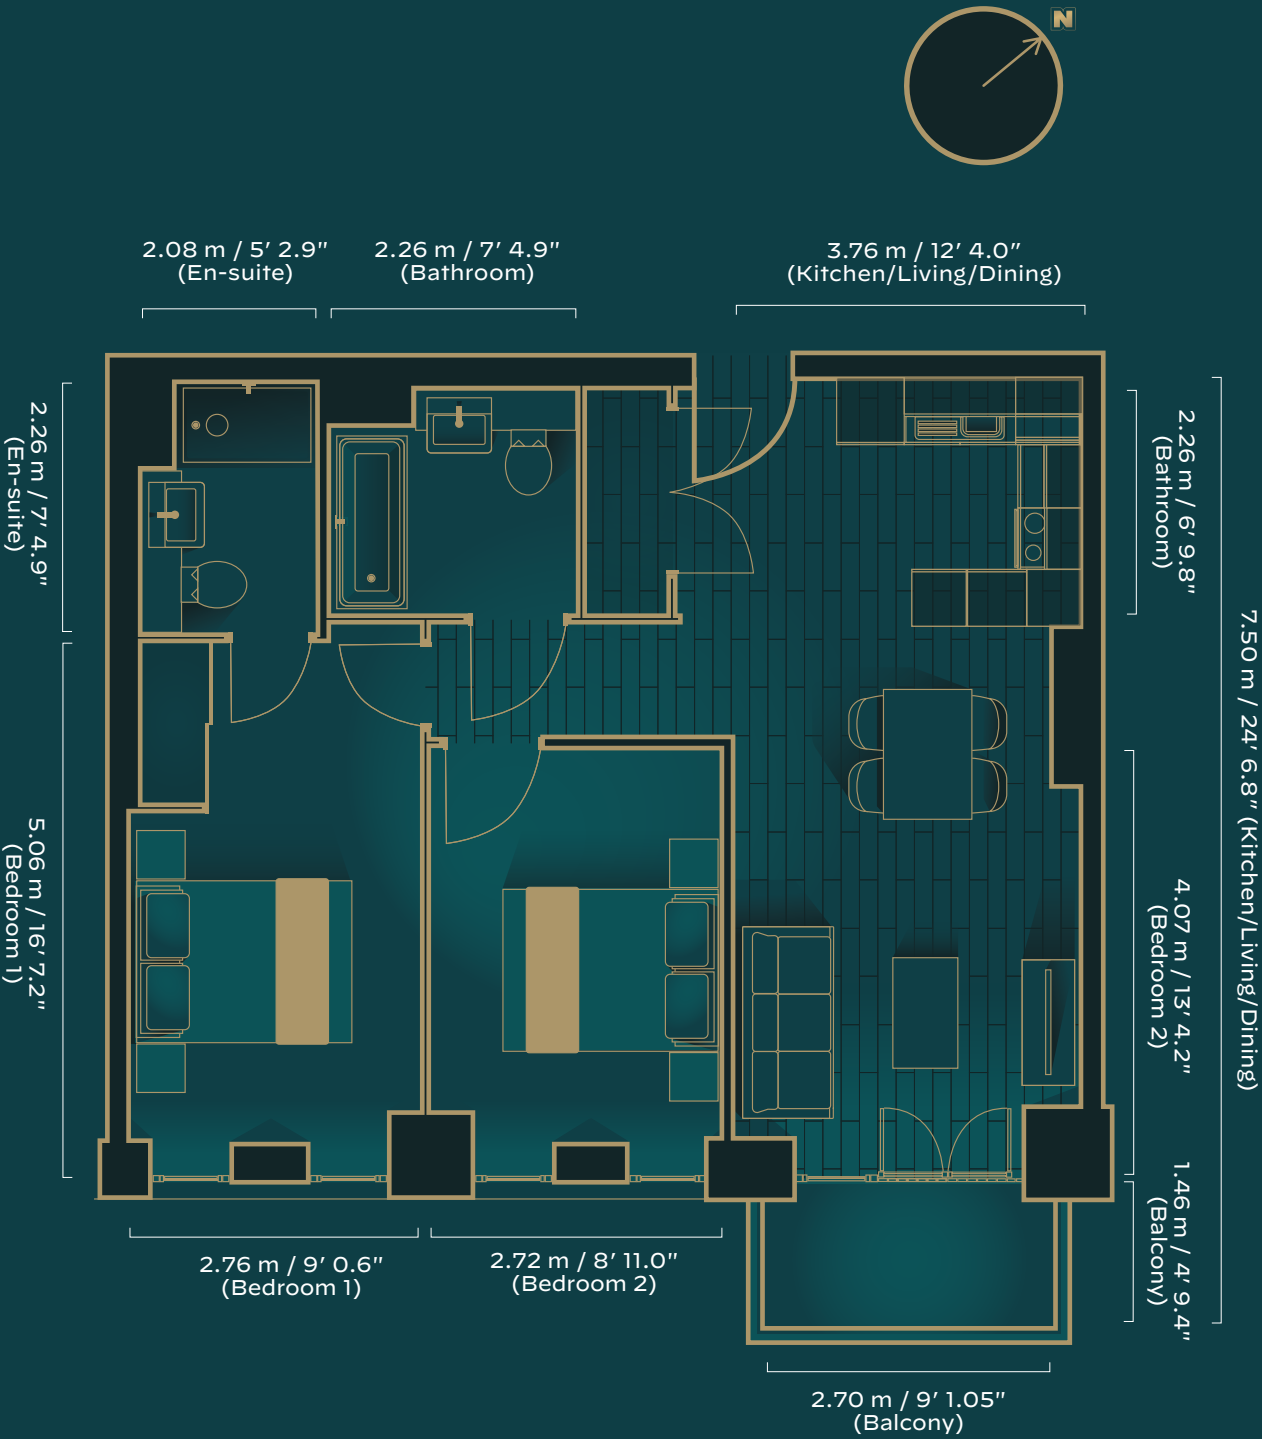 N
2.08 m / 5′ 2.9″
(En-suite)
2.26 m / 7′ 4.9″
(Bathroom)
3.76 m / 12′ 4.0″
(Kitchen/Living/Dining)
2.26 m / 7′ 4.9″
(En-suite)
5.06 m / 16′ 7.2″
(Bedroom 1)
2.26 m / 6′ 9.8″
(Bathroom)
7.50 m / 24′ 6.8″ (Kitchen/Living/Dining)
4.07 m / 13′ 4.2″
(Bedroom 2)
1.46 m / 4′ 9.4″
(Balcony)
2.76 m / 9′ 0.6″
(Bedroom 1)
2.72 m / 8′ 11.0″
(Bedroom 2)
2.70 m / 9′ 1.05″
(Balcony)